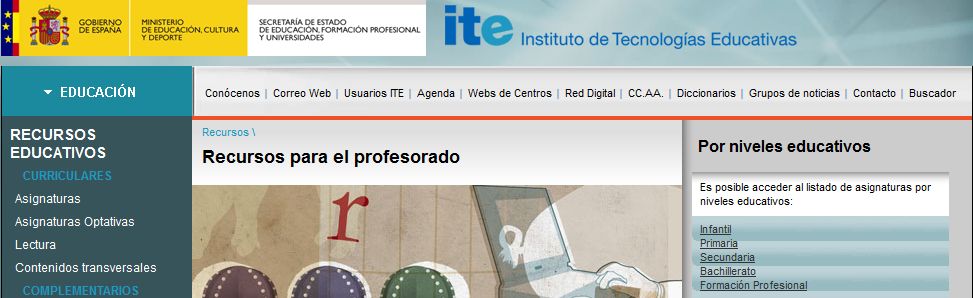 GOBIERNO
DE ESPAÑA
MINISTERIO
DE EDUCACIÓN, CULTURA
Y DEPORTE
SECRETARÍA DE ESTADO
DE EDUCACIÓN, FORMACIÓN PROFESIONAL
Y UNIVERSIDADES
ite Instituto de Tecnologías Educativas
EDUCACIÓN
Conócenos | Correo Web | Usuarios ITE | Agenda | Webs de Centros | Red Digital | CC.AA. | Diccionarios | Grupos de noticias | Contacto | Buscador
RECURSOS
EDUCATIVOS
CURRICULARES
Asignaturas
Asignaturas Optativas
Lectura
Contenidos transversales
COMPLEMENTARIOS
Recursos \
Recursos para el profesorado
r
Por niveles educativos
Es posible acceder al listado de asignaturas por
niveles educativos:
Infantil
Primaria
Secundaria
Bachillerato
Formación Profesional